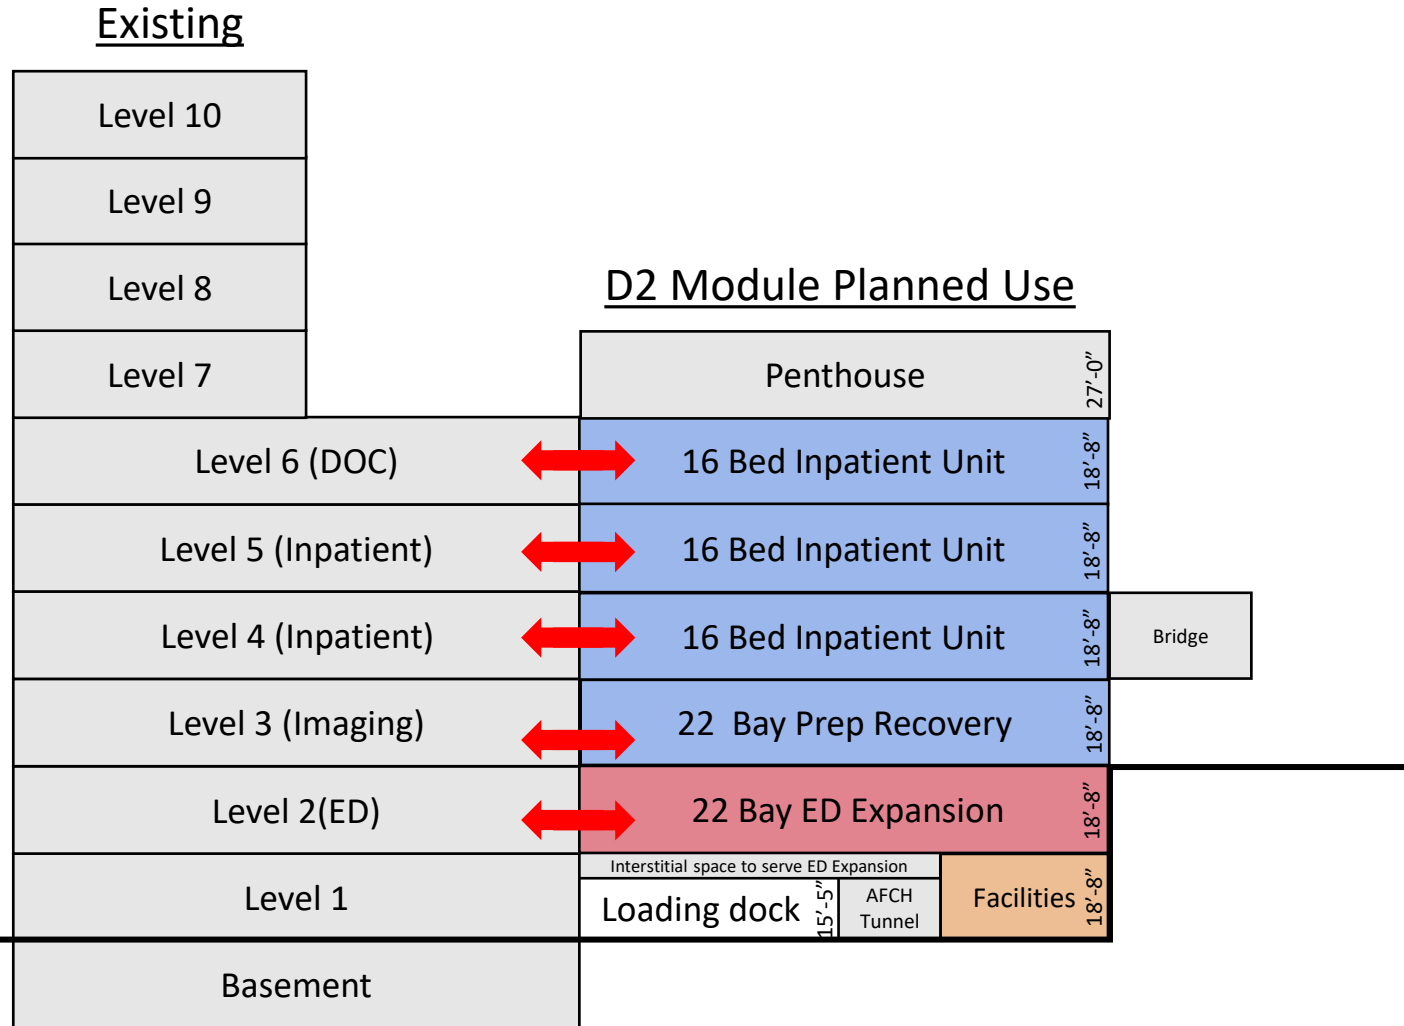 Existing
Level 10
Level 9
Level 8
D2 Module Planned Use
Level 7
Penthouse
27’-0”
Level 6 (DOC)
16 Bed Inpatient Unit
18’-8”
Level 5 (Inpatient)
16 Bed Inpatient Unit
18’-8”
Level 4 (Inpatient)
16 Bed Inpatient Unit
18’-8”
Bridge
Level 3 (Imaging)
22 Bay Prep Recovery
18’-8”
Level 2(ED)
22 Bay ED Expansion
18’-8”
Level 1
Interstitial space to serve ED Expansion
Loading dock
15’-5”
AFCH
Tunnel
Facilities
18’-8”
Basement